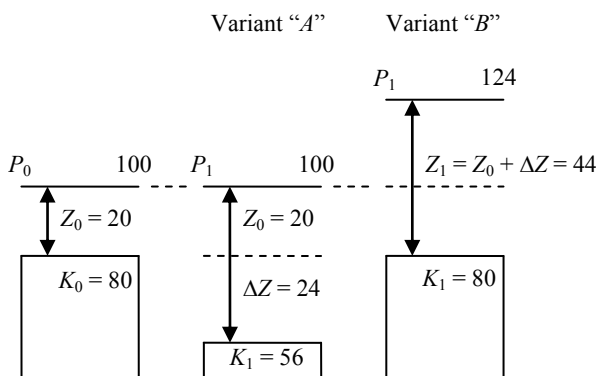 Variant “A” Variant “B”
P₁ 124
P₀ 100 P₁ 100 Z₁ = Z₀ + ΔZ = 44
Z₀ = 20 Z₀ = 20
K₀ = 80 ΔZ = 24 K₁ = 80
K₁ = 56